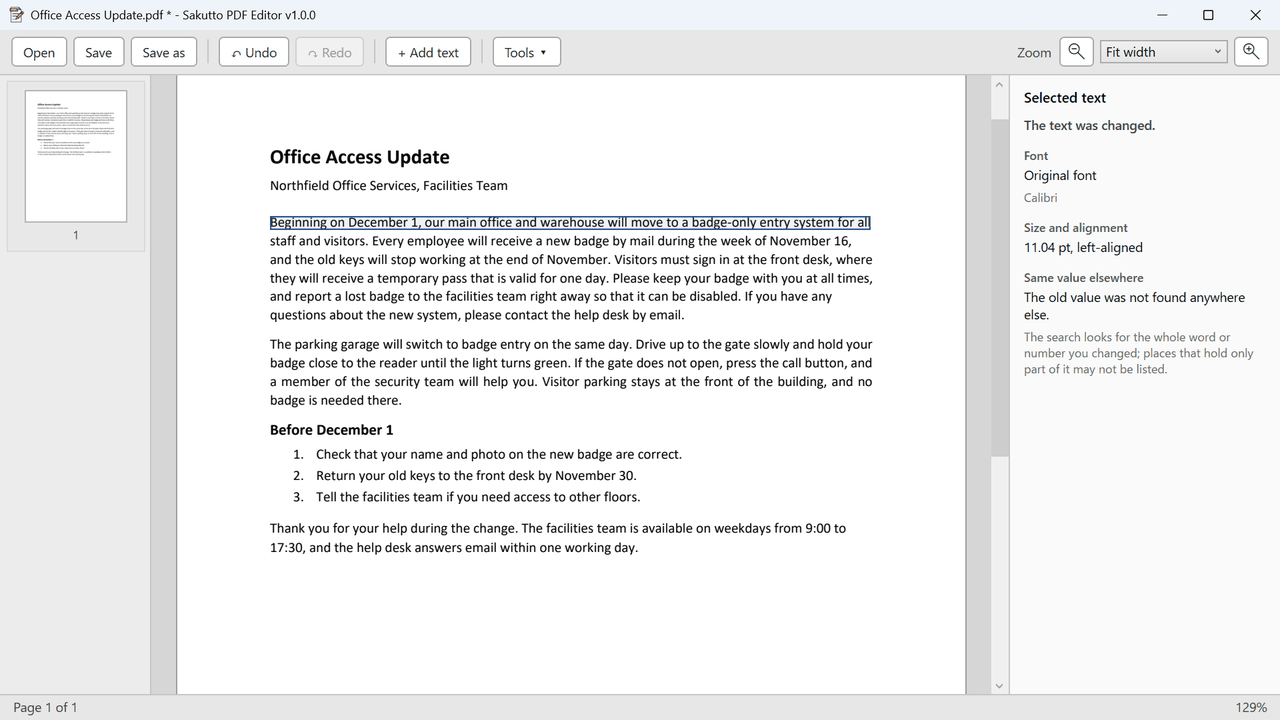 Office Access Update.pdf * - Sakutto PDF Editor v1.0.0
Open
Save
Save as
Undo
Redo
+ Add text
Tools
Zoom
Fit width
1
Office Access Update
Northfield Office Services, Facilities Team
Beginning on December 1, our main office and warehouse will move to a badge-only entry system for all
staff and visitors. Every employee will receive a new badge by mail during the week of November 16,
and the old keys will stop working at the end of November. Visitors must sign in at the front desk, where
they will receive a temporary pass that is valid for one day. Please keep your badge with you at all times,
and report a lost badge to the facilities team right away so that it can be disabled. If you have any
questions about the new system, please contact the help desk by email.
The parking garage will switch to badge entry on the same day. Drive up to the gate slowly and hold your
badge close to the reader until the light turns green. If the gate does not open, press the call button, and
a member of the security team will help you. Visitor parking stays at the front of the building, and no
badge is needed there.
Before December 1
1. Check that your name and photo on the new badge are correct.
2. Return your old keys to the front desk by November 30.
3. Tell the facilities team if you need access to other floors.
Thank you for your help during the change. The facilities team is available on weekdays from 9:00 to
17:30, and the help desk answers email within one working day.
Selected text
The text was changed.
Font
Original font
Calibri
Size and alignment
11.04 pt, left-aligned
Same value elsewhere
The old value was not found anywhere
else.
The search looks for the whole word or
number you changed; places that hold only
part of it may not be listed.
Page 1 of 1
129%